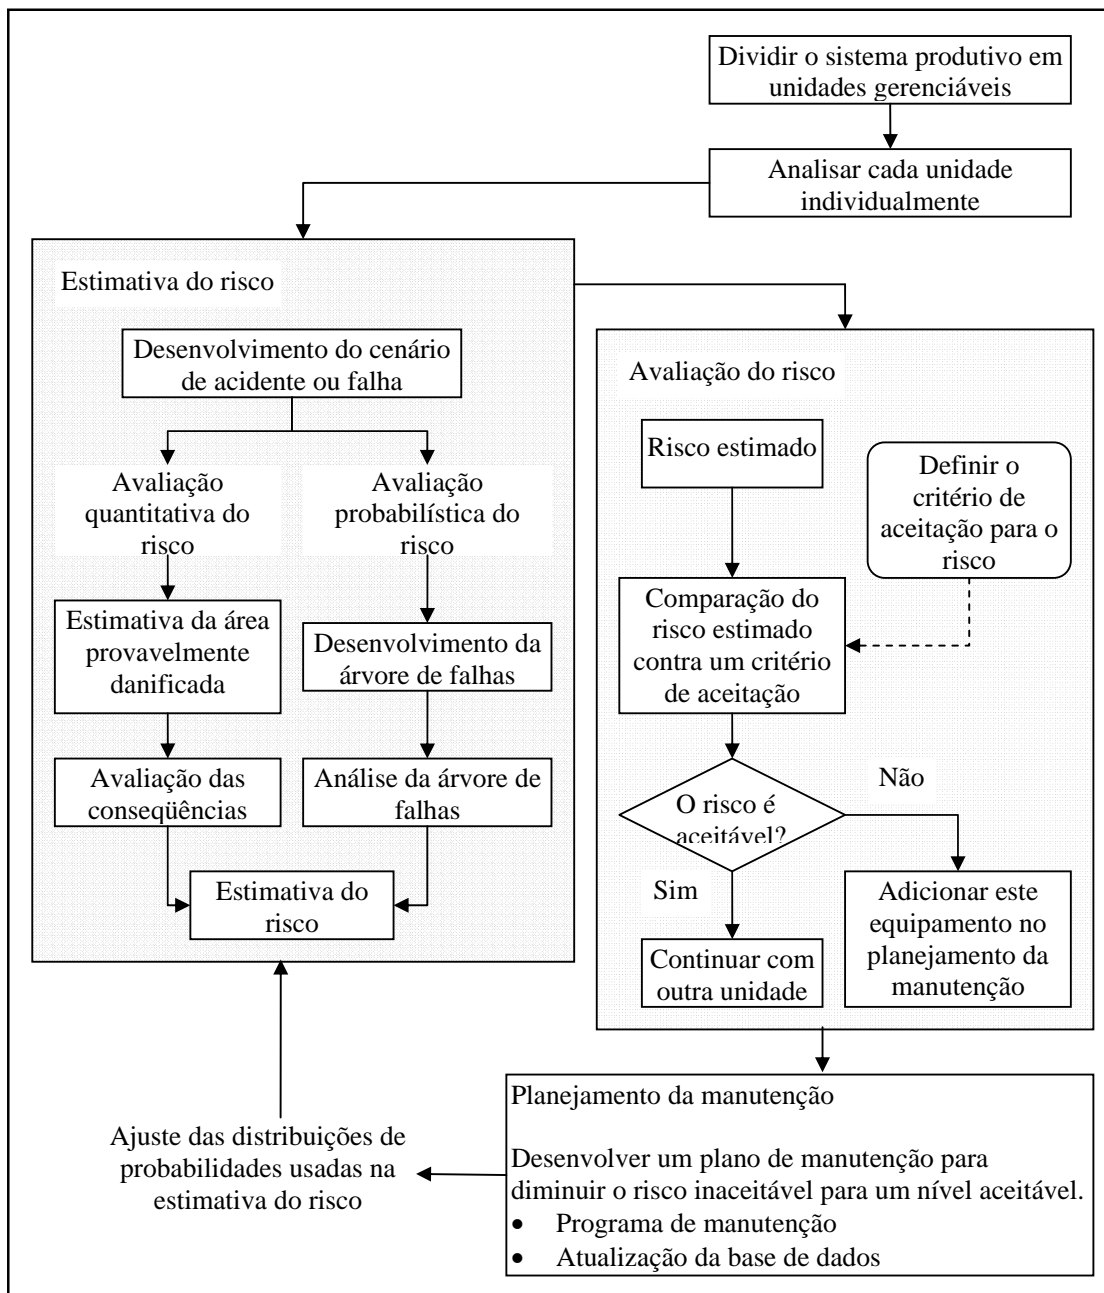 Dividir o sistema produtivo em
unidades gerenciáveis
Analisar cada unidade
individualmente
Estimativa do risco
Desenvolvimento do cenário
de acidente ou falha
Avaliação
quantitativa do
risco
Avaliação
probabilística do
risco
Estimativa da área
provavelmente
danificada
Desenvolvimento da
árvore de falhas
Avaliação das
conseqüências
Análise da árvore de
falhas
Estimativa do
risco
Avaliação do risco
Risco estimado
Definir o
critério de
aceitação para o
risco
Comparação do
risco estimado
contra um critério
de aceitação
O risco é
aceitável?
Não
Sim
Continuar com
outra unidade
Adicionar este
equipamento no
planejamento da
manutenção
Planejamento da manutenção
Desenvolver um plano de manutenção para
diminuir o risco inaceitável para um nível aceitável.
• Programa de manutenção
• Atualização da base de dados
Ajuste das distribuições de
probabilidades usadas na
estimativa do risco